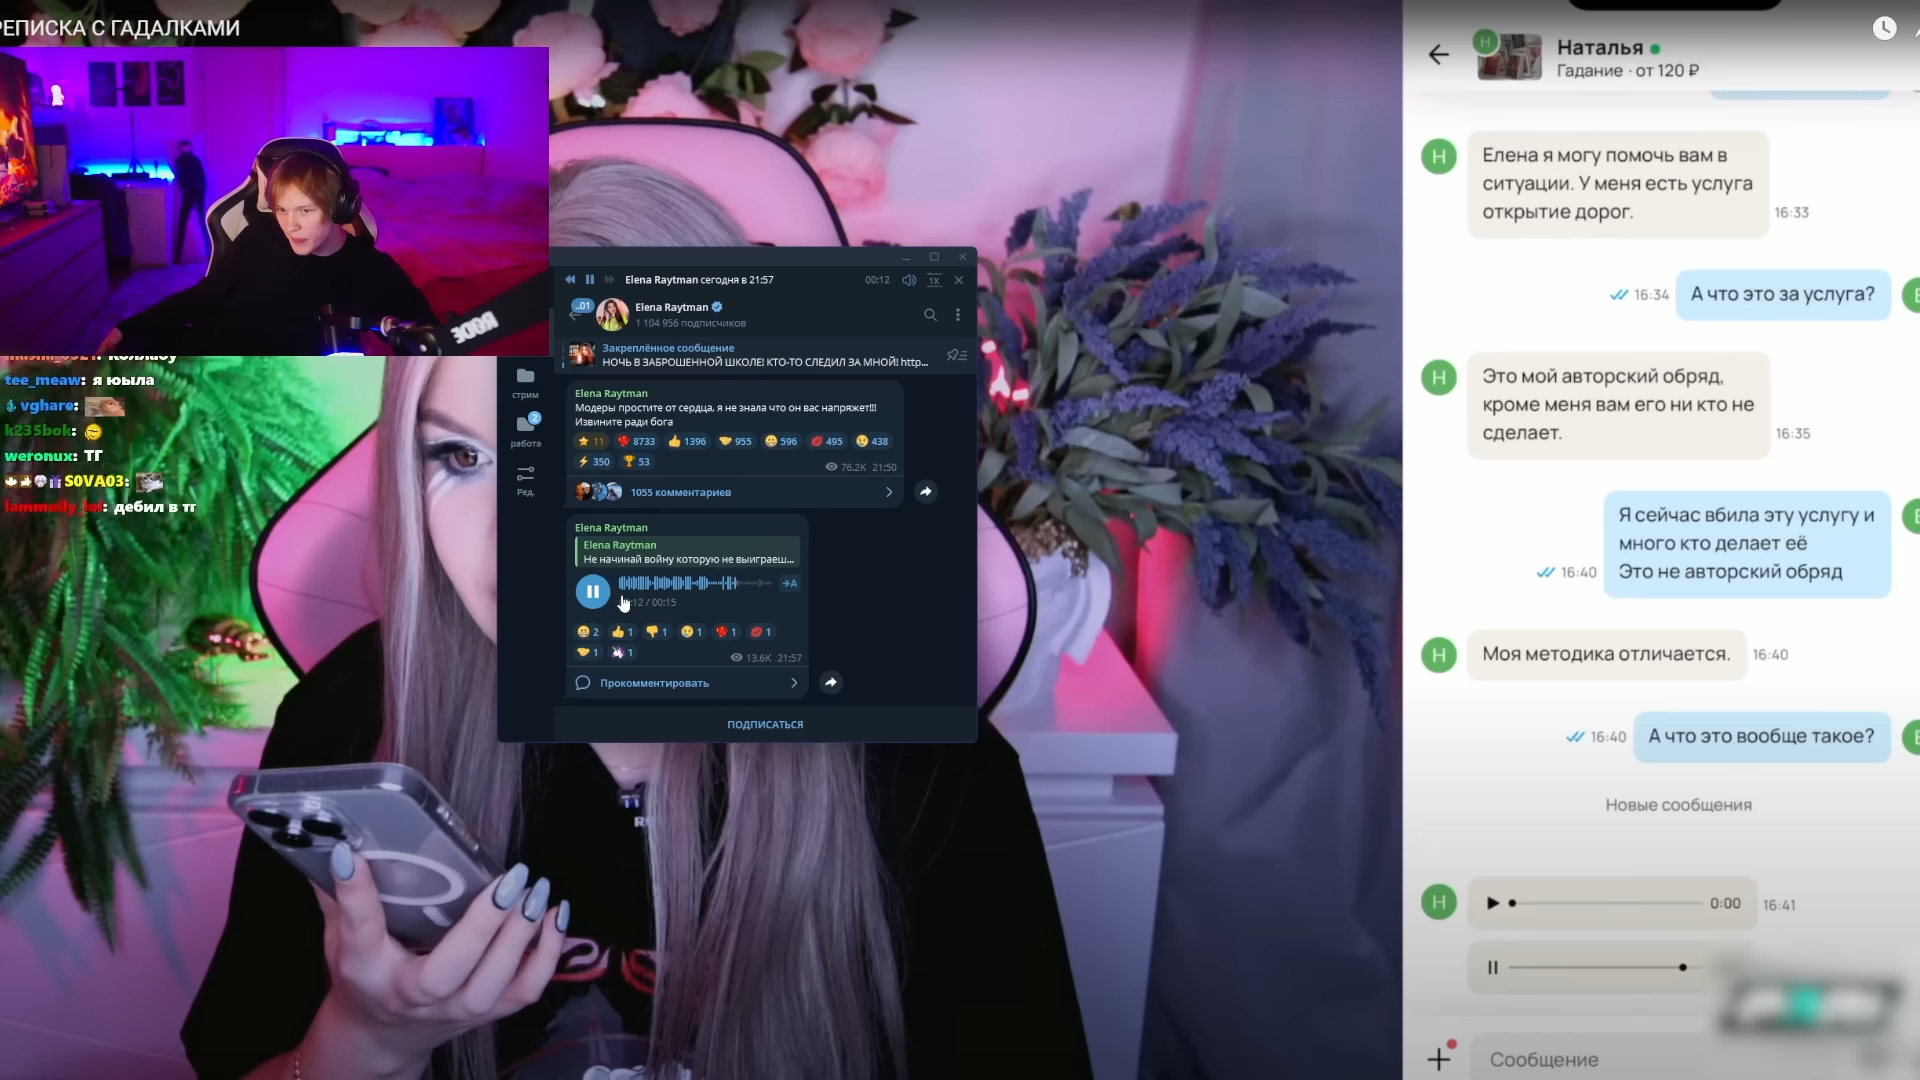 РЕПИСКА С ГАДАЛКАМИ
RODE
tee_meaw: я юыла
vghare:
k235bok:
weronux: ТГ
S0VA03:
iammolly_lol: дебил в тг
стрим
2
работа
Ред.
Elena Raytman сегодня в 21:57
00:12
1X
..01
Elena Raytman
1 104 956 подписчиков
Закреплённое сообщение
НОЧЬ В ЗАБРОШЕННОЙ ШКОЛЕ! КТО-ТО СЛЕДИЛ ЗА МНОЙ! http...
Elena Raytman
Модеры простите от сердца, я не знала что он вас напряжет!!!
Извините ради бога
11 8733 1396 955 596 495 438
350 53
76.2K 21:50
1055 комментариев
Elena Raytman
Elena Raytman
Не начинай войну которую не выиграеш...
→A
:12 / 00:15
2 1 1 1 1 1
1 1
13.6K 21:57
Прокомментировать
ПОДПИСАТЬСЯ
Н
Наталья
Гадание · от 120 ₽
Н
Елена я могу помочь вам в
ситуации. У меня есть услуга
открытие дорог.
16:33
16:34
А что это за услуга?
Н
Это мой авторский обряд,
кроме меня вам его ни кто не
сделает.
16:35
Я сейчас вбила эту услугу и
много кто делает её
Это не авторский обряд
16:40
Н
Моя методика отличается.
16:40
16:40
А что это вообще такое?
Новые сообщения
Н
0:00
16:41
Сообщение